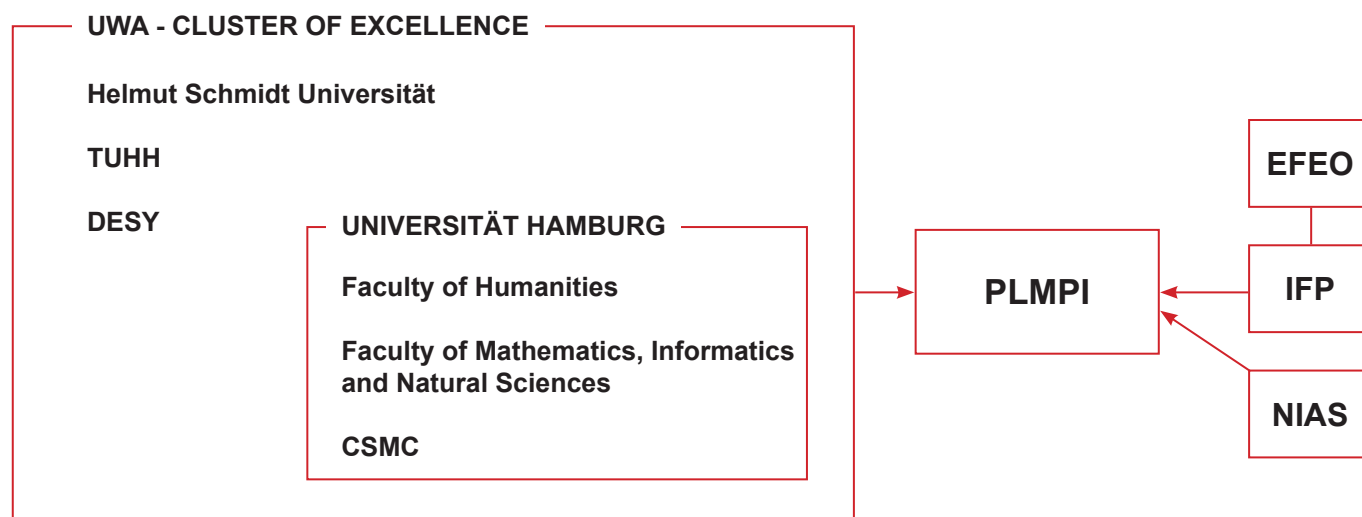 UWA - CLUSTER OF EXCELLENCE
Helmut Schmidt Universität
TUHH
DESY
UNIVERSITÄT HAMBURG
Faculty of Humanities
Faculty of Mathematics, Informatics
and Natural Sciences
CSMC
PLMPI
EFEO
IFP
NIAS